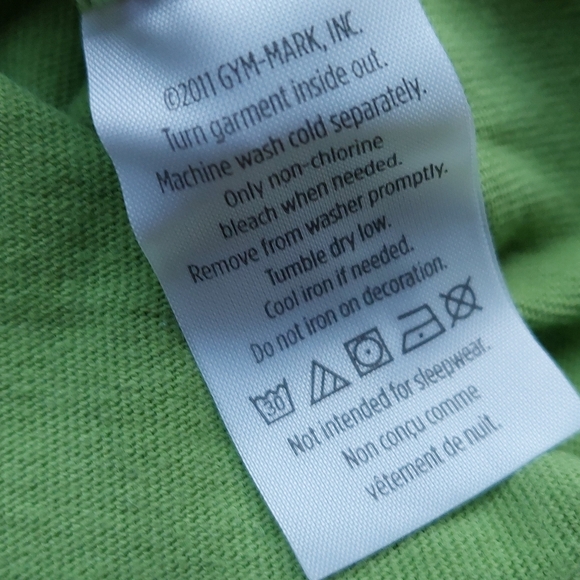 ©2011 GYM-MARK, INC.
Turn garment inside out.
Machine wash cold separately.
Only non-chlorine
bleach when needed.
Remove from washer promptly.
Tumble dry low.
Cool iron if needed.
Do not iron on decoration.
30
Not intended for sleepwear.
Non conçu comme
vêtement de nuit.